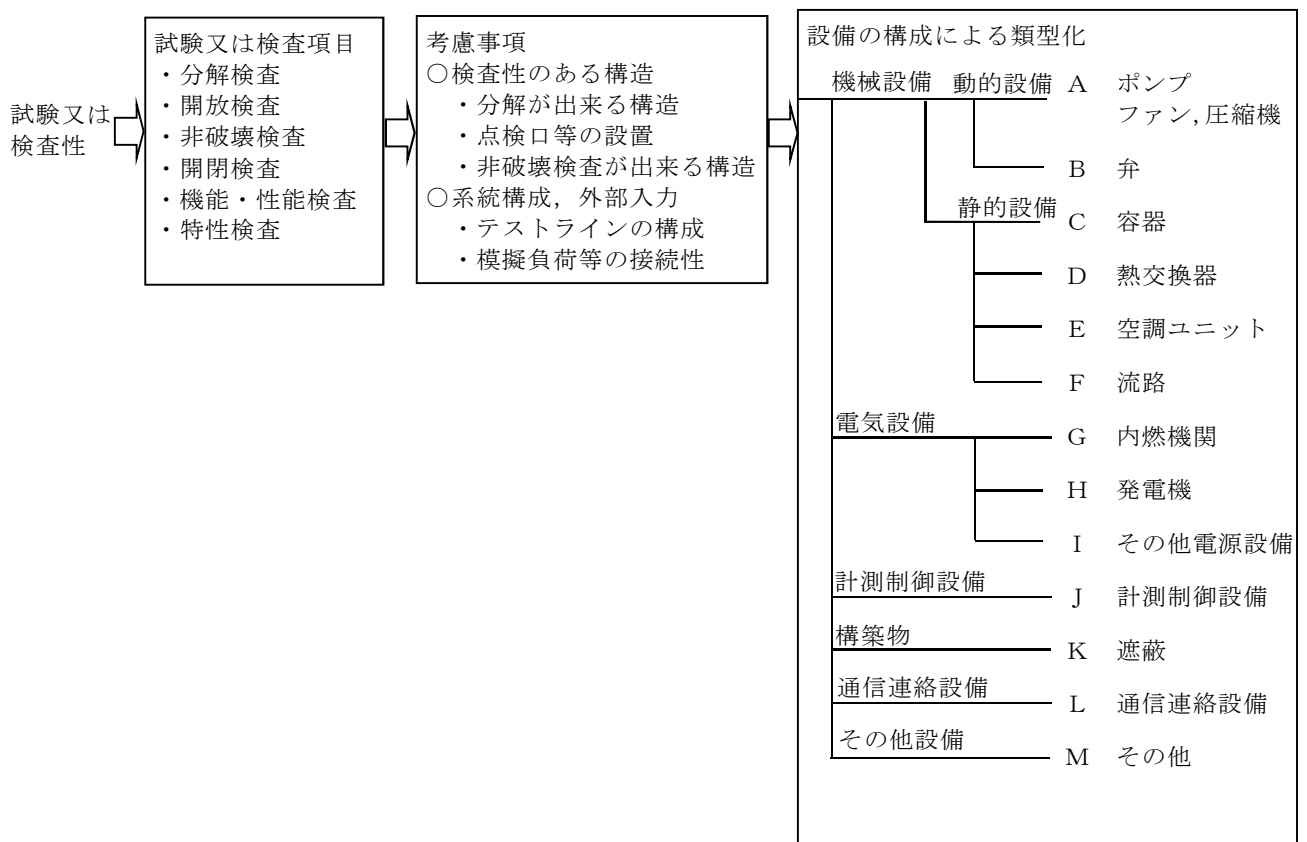 試験又は
検査性
試験又は検査項目
・分解検査
・開放検査
・非破壊検査
・開閉検査
・機能・性能検査
・特性検査
考慮事項
○検査性のある構造
・分解が出来る構造
・点検口等の設置
・非破壊検査が出来る構造
○系統構成，外部入力
・テストラインの構成
・模擬負荷等の接続性
設備の構成による類型化
機械設備 動的設備 A ポンプ
ファン,圧縮機
B 弁
静的設備 C 容器
D 熱交換器
E 空調ユニット
F 流路
電気設備 G 内燃機関
H 発電機
I その他電源設備
計測制御設備 J 計測制御設備
構築物 K 遮蔽
通信連絡設備 L 通信連絡設備
その他設備 M その他